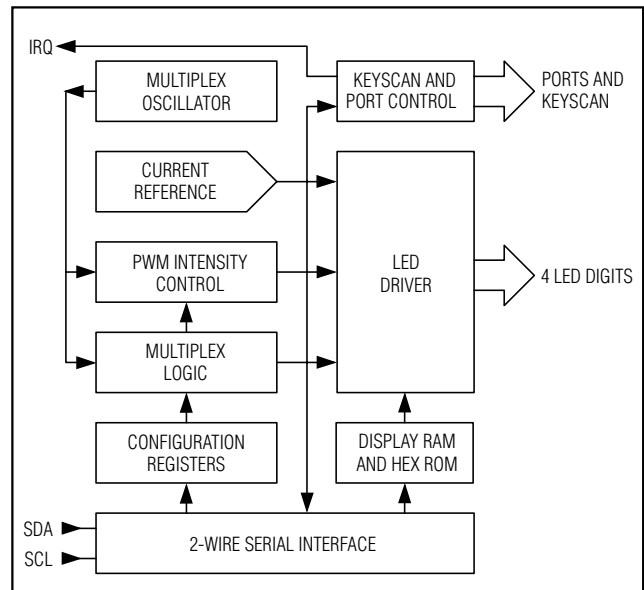 IRQ
MULTIPLEX
OSCILLATOR
KEYSCAN AND
PORT CONTROL
PORTS AND
KEYSCAN
CURRENT
REFERENCE
PWM INTENSITY
CONTROL
LED
DRIVER
4 LED DIGITS
MULTIPLEX
LOGIC
CONFIGURATION
REGISTERS
DISPLAY RAM
AND HEX ROM
SDA
SCL
2-WIRE SERIAL INTERFACE